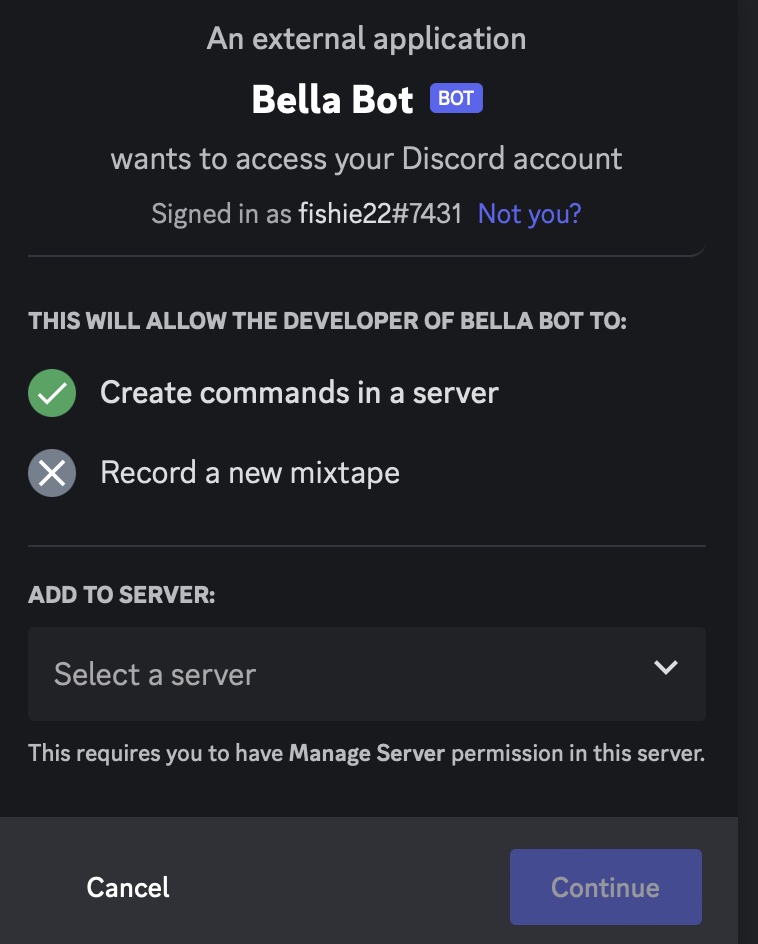 An external application
Bella Bot BOT
wants to access your Discord account
Signed in as fishie22#7431 Not you?
THIS WILL ALLOW THE DEVELOPER OF BELLA BOT TO:
Create commands in a server
Record a new mixtape
ADD TO SERVER:
Select a server
This requires you to have Manage Server permission in this server.
Cancel Continue